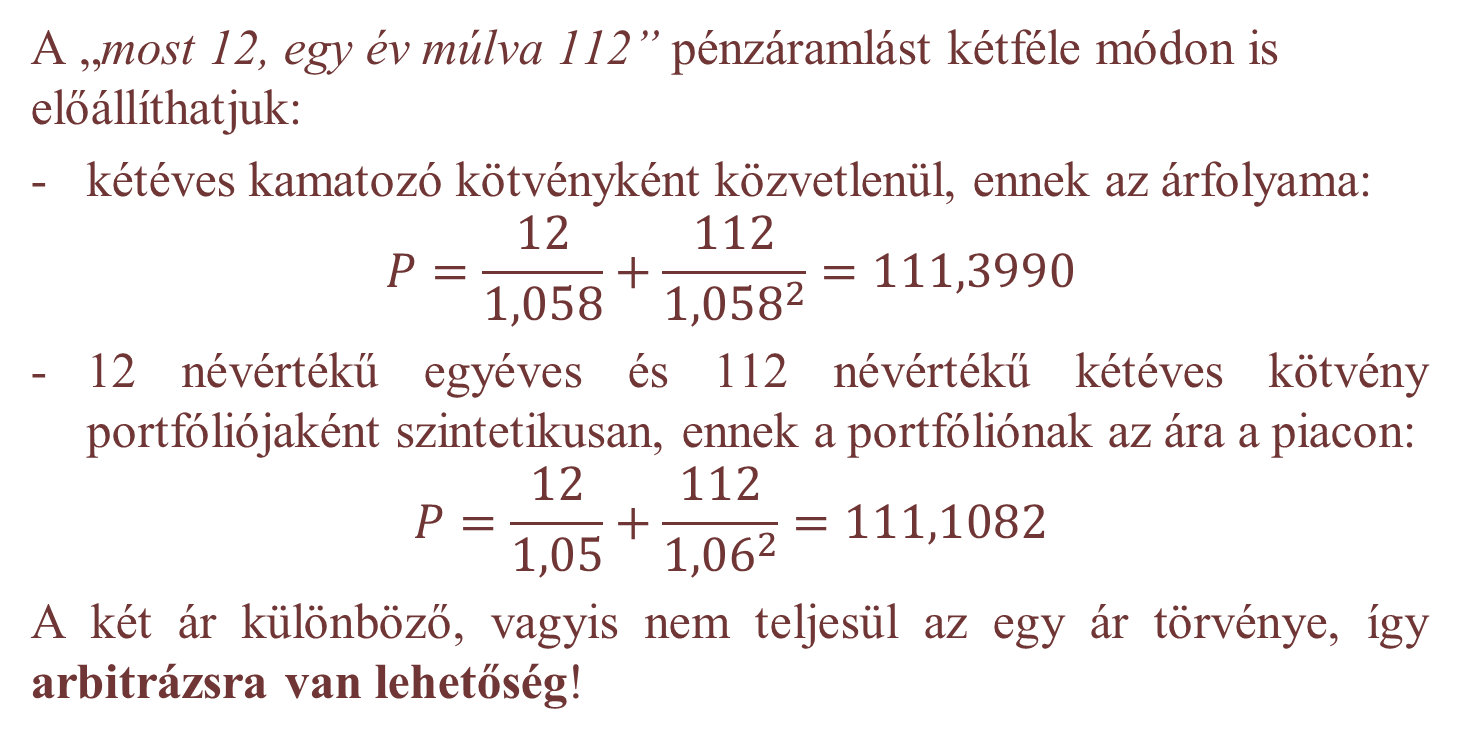 A „most 12, egy év múlva 112” pénzáramlást kétféle módon is
előállíthatjuk:
- kétéves kamatozó kötvényként közvetlenül, ennek az árfolyama:
P = 12/1,058 + 112/1,058² = 111,3990
- 12 névértékű egyéves és 112 névértékű kétéves kötvény
portfóliójaként szintetikusan, ennek a portfóliónak az ára a piacon:
P = 12/1,05 + 112/1,06² = 111,1082
A két ár különböző, vagyis nem teljesül az egy ár törvénye, így
arbitrázsra van lehetőség!